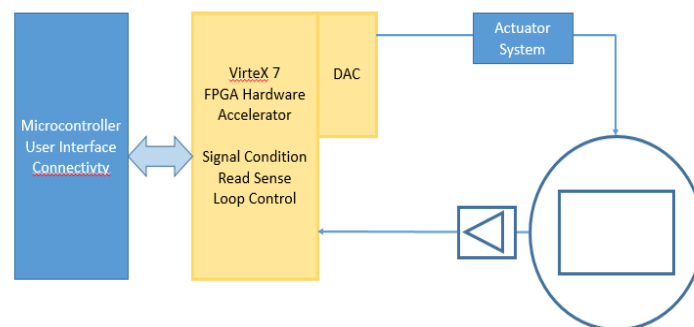 Microcontroller
User Interface
Connectivty
VirteX 7
FPGA Hardware
Accelerator
Signal Condition
Read Sense
Loop Control
DAC
Actuator
System